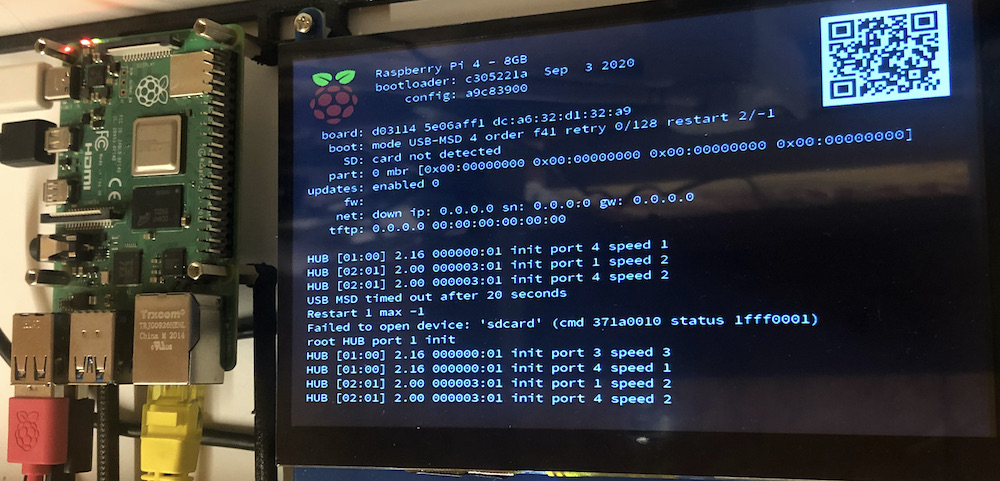 Raspberry Pi 4 - 8GB
bootloader: c305221a Sep 3 2020
config: a9c83900
board: d03114 5e06aff1 dc:a6:32:d1:32:a9
boot: mode USB-MSD 4 order f41 retry 0/128 restart 2/-1
SD: card not detected
part: 0 mbr [0x00:00000000 0x00:00000000 0x00:00000000 0x00:00000000]
updates: enabled 0
fw:
net: down ip: 0.0.0.0 sn: 0.0.0.0 gw: 0.0.0.0
tftp: 0.0.0.0 00:00:00:00:00:00
HUB [01:00] 2.16 000000:01 init port 4 speed 1
HUB [02:01] 2.00 000003:01 init port 1 speed 2
HUB [02:01] 2.00 000003:01 init port 4 speed 2
USB MSD timed out after 20 seconds
Restart 1 max -1
Failed to open device: 'sdcard' (cmd 371a0010 status 1fff0001)
root HUB port 1 init
HUB [01:00] 2.16 000000:01 init port 3 speed 3
HUB [01:00] 2.16 000000:01 init port 4 speed 1
HUB [02:01] 2.00 000003:01 init port 1 speed 2
HUB [02:01] 2.00 000003:01 init port 4 speed 2
FC
HDMI
CE
Trxcom
China M 2014